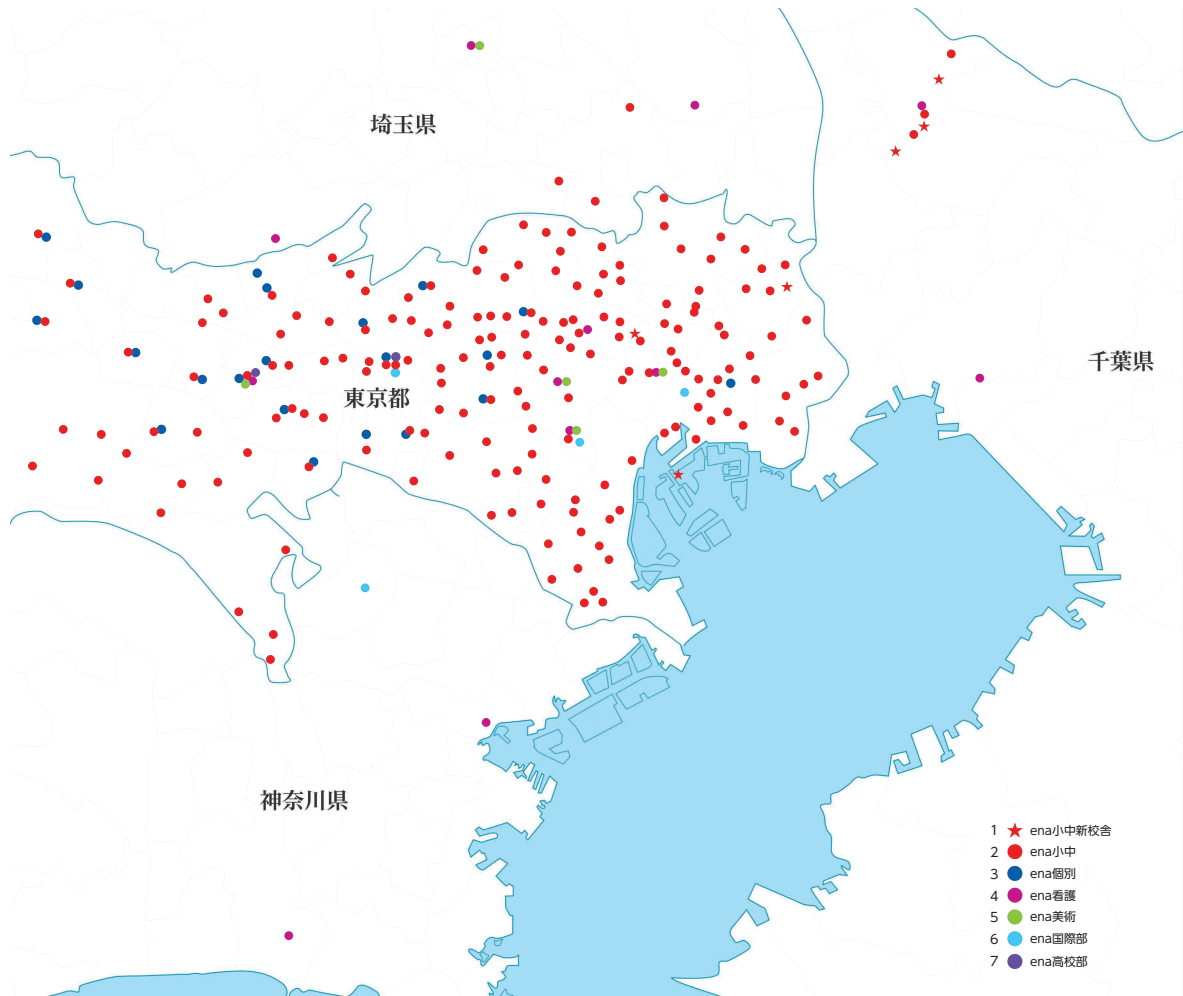 埼玉県
千葉県
東京都
神奈川県
1 ★ ena小中新校舎
2 ● ena小中
3 ● ena個別
4 ● ena看護
5 ● ena美術
6 ● ena国際部
7 ● ena高校部